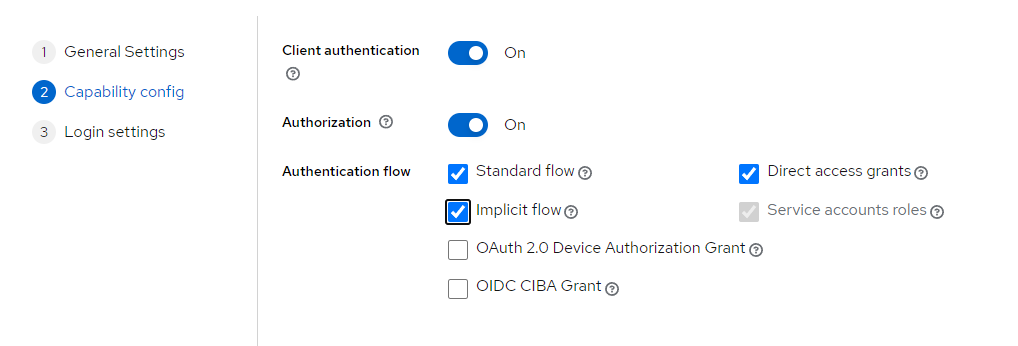 1 General Settings
2 Capability config
3 Login settings
Client authentication
On
Authorization
On
Authentication flow
Standard flow
Direct access grants
Implicit flow
Service accounts roles
OAuth 2.0 Device Authorization Grant
OIDC CIBA Grant